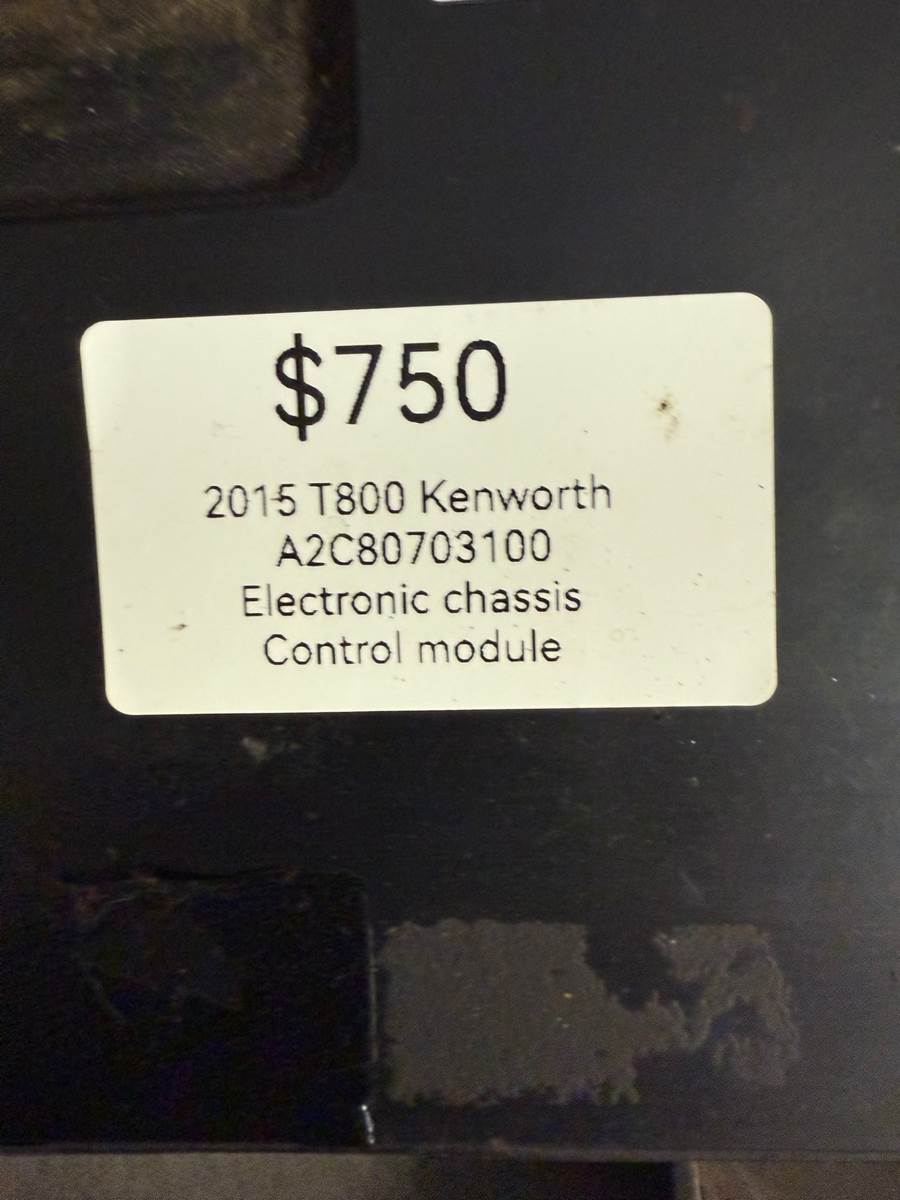 $750
2015 T800 Kenworth
A2C80703100
Electronic chassis
Control module